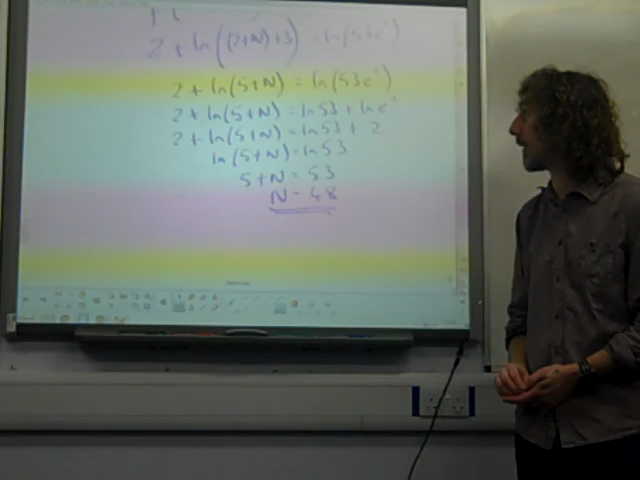 2 + ln((2+N)+3) = ln(53e²)
2 + ln(5+N) = ln(53e²)
2 + ln(5+N) = ln53 + lne²
2 + ln(5+N) = ln53 + 2
ln(5+N) = ln53
5+N = 53
N = 48